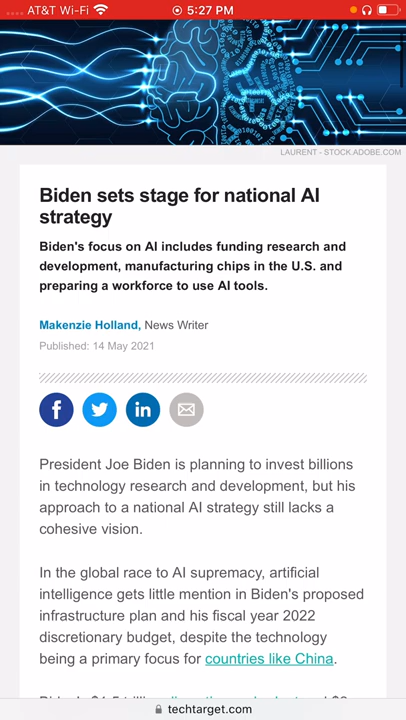 AT&T Wi-Fi 5:27 PM
LAURENT - STOCK.ADOBE.COM
Biden sets stage for national AI
strategy
Biden's focus on AI includes funding research and
development, manufacturing chips in the U.S. and
preparing a workforce to use AI tools.
Makenzie Holland, News Writer
Published: 14 May 2021
President Joe Biden is planning to invest billions
in technology research and development, but his
approach to a national AI strategy still lacks a
cohesive vision.
In the global race to AI supremacy, artificial
intelligence gets little mention in Biden's proposed
infrastructure plan and his fiscal year 2022
discretionary budget, despite the technology
being a primary focus for countries like China.
techtarget.com